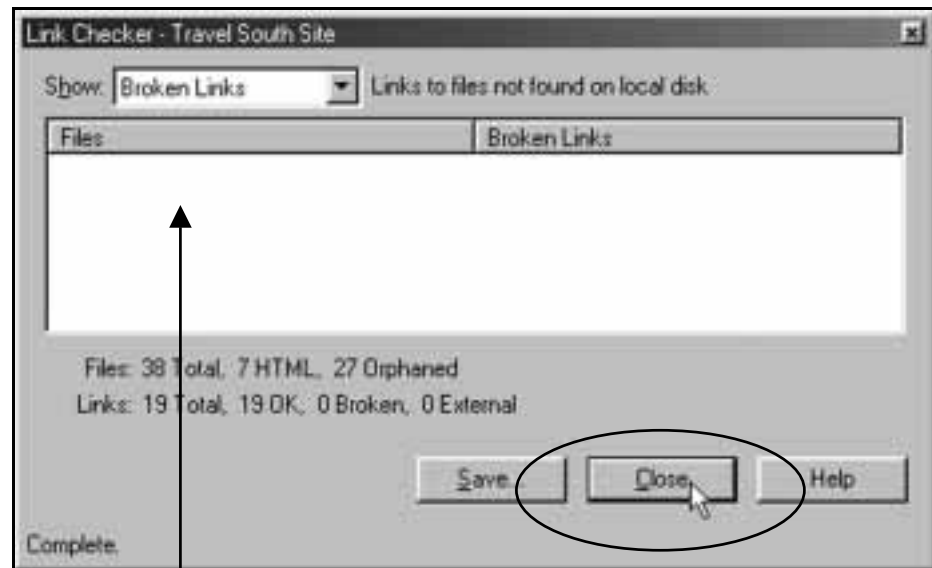 Link Checker - Travel South Site
Show: Broken Links Links to files not found on local disk
Files Broken Links
Files: 38 Total, 7 HTML, 27 Orphaned
Links: 19 Total, 19 OK, 0 Broken, 0 External
Save... Close Help
Complete.